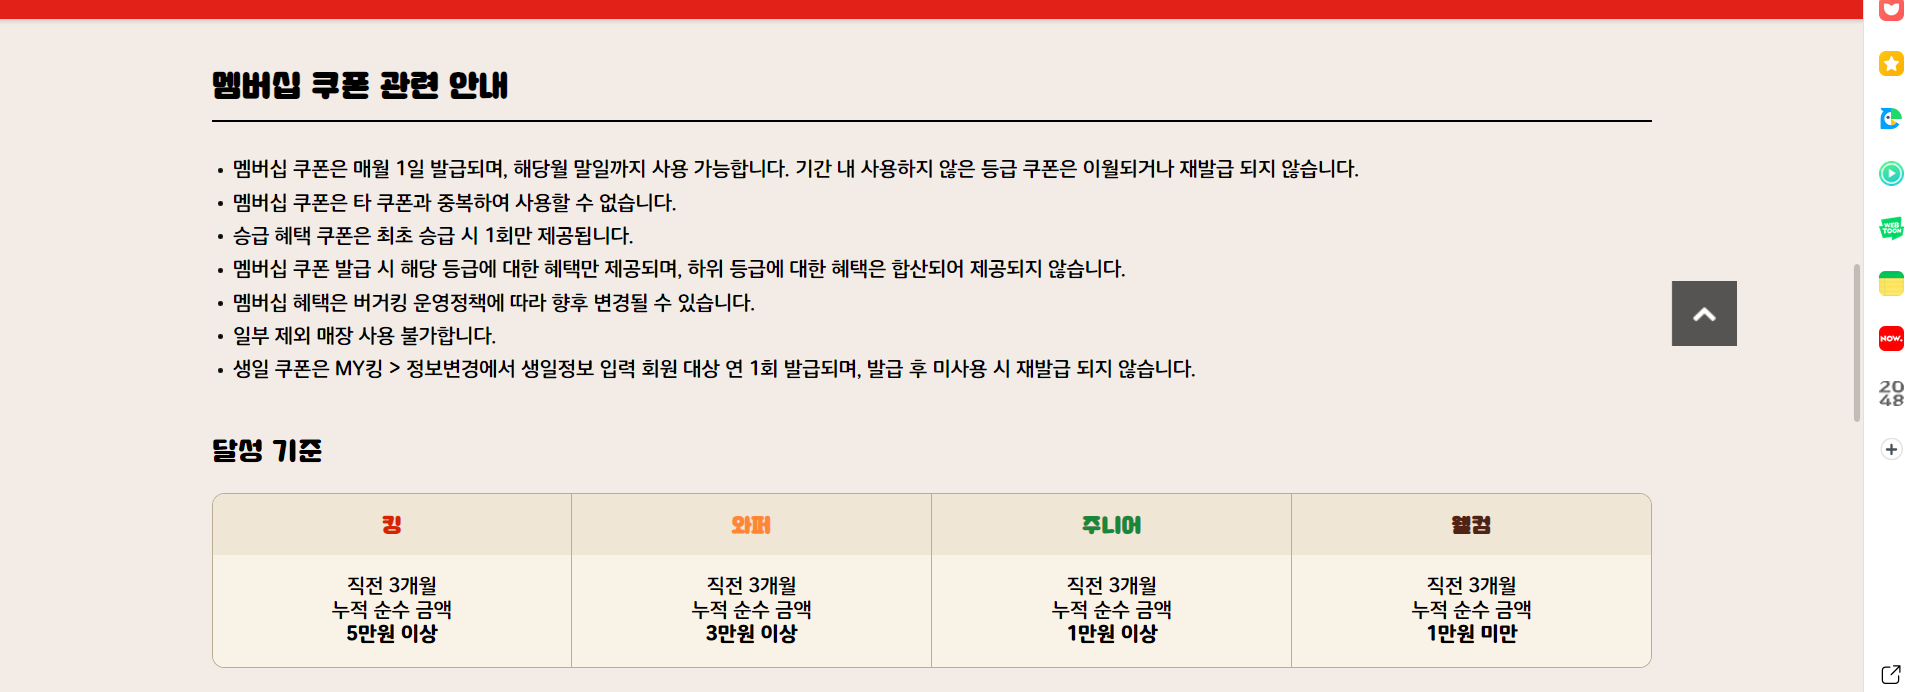 멤버십 쿠폰 관련 안내
• 멤버십 쿠폰은 매월 1일 발급되며, 해당월 말일까지 사용 가능합니다. 기간 내 사용하지 않은 등급 쿠폰은 이월되거나 재발급 되지 않습니다.
• 멤버십 쿠폰은 타 쿠폰과 중복하여 사용할 수 없습니다.
• 승급 혜택 쿠폰은 최초 승급 시 1회만 제공됩니다.
• 멤버십 쿠폰 발급 시 해당 등급에 대한 혜택만 제공되며, 하위 등급에 대한 혜택은 합산되어 제공되지 않습니다.
• 멤버십 혜택은 버거킹 운영정책에 따라 향후 변경될 수 있습니다.
• 일부 제외 매장 사용 불가합니다.
• 생일 쿠폰은 MY킹 > 정보변경에서 생일정보 입력 회원 대상 연 1회 발급되며, 발급 후 미사용 시 재발급 되지 않습니다.
달성 기준
킹
직전 3개월
누적 순수 금액
5만원 이상
와퍼
직전 3개월
누적 순수 금액
3만원 이상
주니어
직전 3개월
누적 순수 금액
1만원 이상
웰컴
직전 3개월
누적 순수 금액
1만원 미만
WEB
TOON
NOW.
20
48